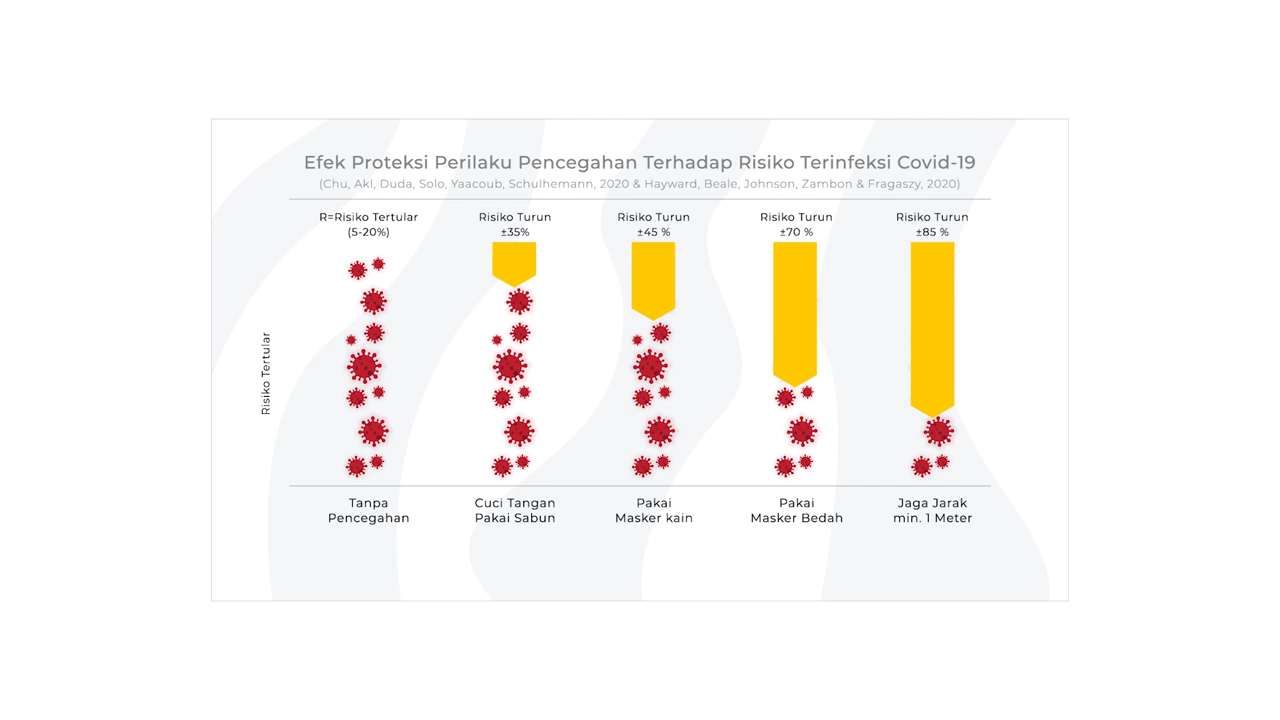 Efek Proteksi Perilaku Pencegahan Terhadap Risiko Terinfeksi Covid-19
(Chu, Akl, Duda, Solo, Yaacoub, Schulhemann, 2020 & Hayward, Beale, Johnson, Zambon & Fragaszy, 2020)
R=Risiko Tertular
(5-20%)
Risiko Turun
±35%
Risiko Turun
±45 %
Risiko Turun
±70 %
Risiko Turun
±85 %
Risiko Tertular
Tanpa
Pencegahan
Cuci Tangan
Pakai Sabun
Pakai
Masker kain
Pakai
Masker Bedah
Jaga Jarak
min. 1 Meter